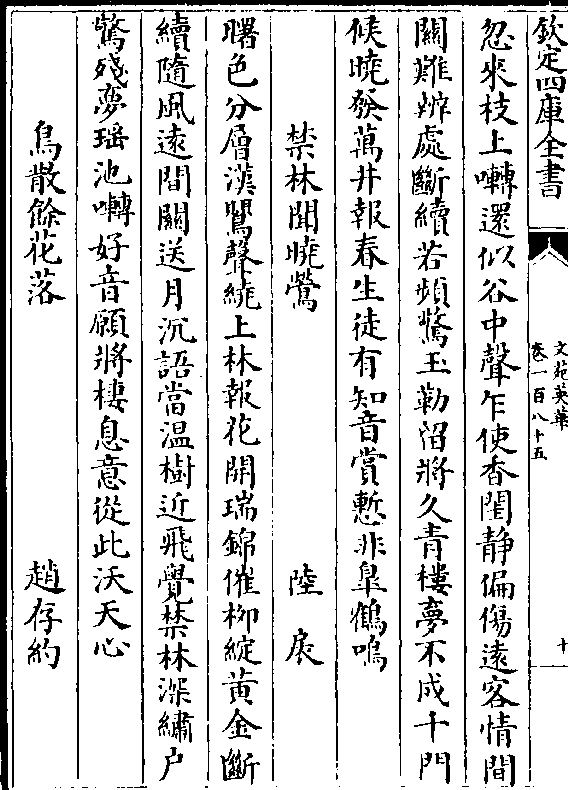 欽定四庫全書
文苑英華
卷一百八十五
十
忽來枝上囀還似谷中聲乍使香閨静偏傷遠客情間
關難辨處斷續若頻驚玉勒留將久青樓夢不成千門
候曉發萬井報春生徒有知音賞慙非臯鶴鳴
禁林聞曉鶯 陸扆
曙色分層漢鶯聲繞上林報花開瑞錦催栁綻黄金斷
續隨風逺間關送月沉語當温樹近飛覺禁林深繡户
驚殘夢瑶池囀好音願將棲息意從此沃天心
鳥散餘花落 趙存約